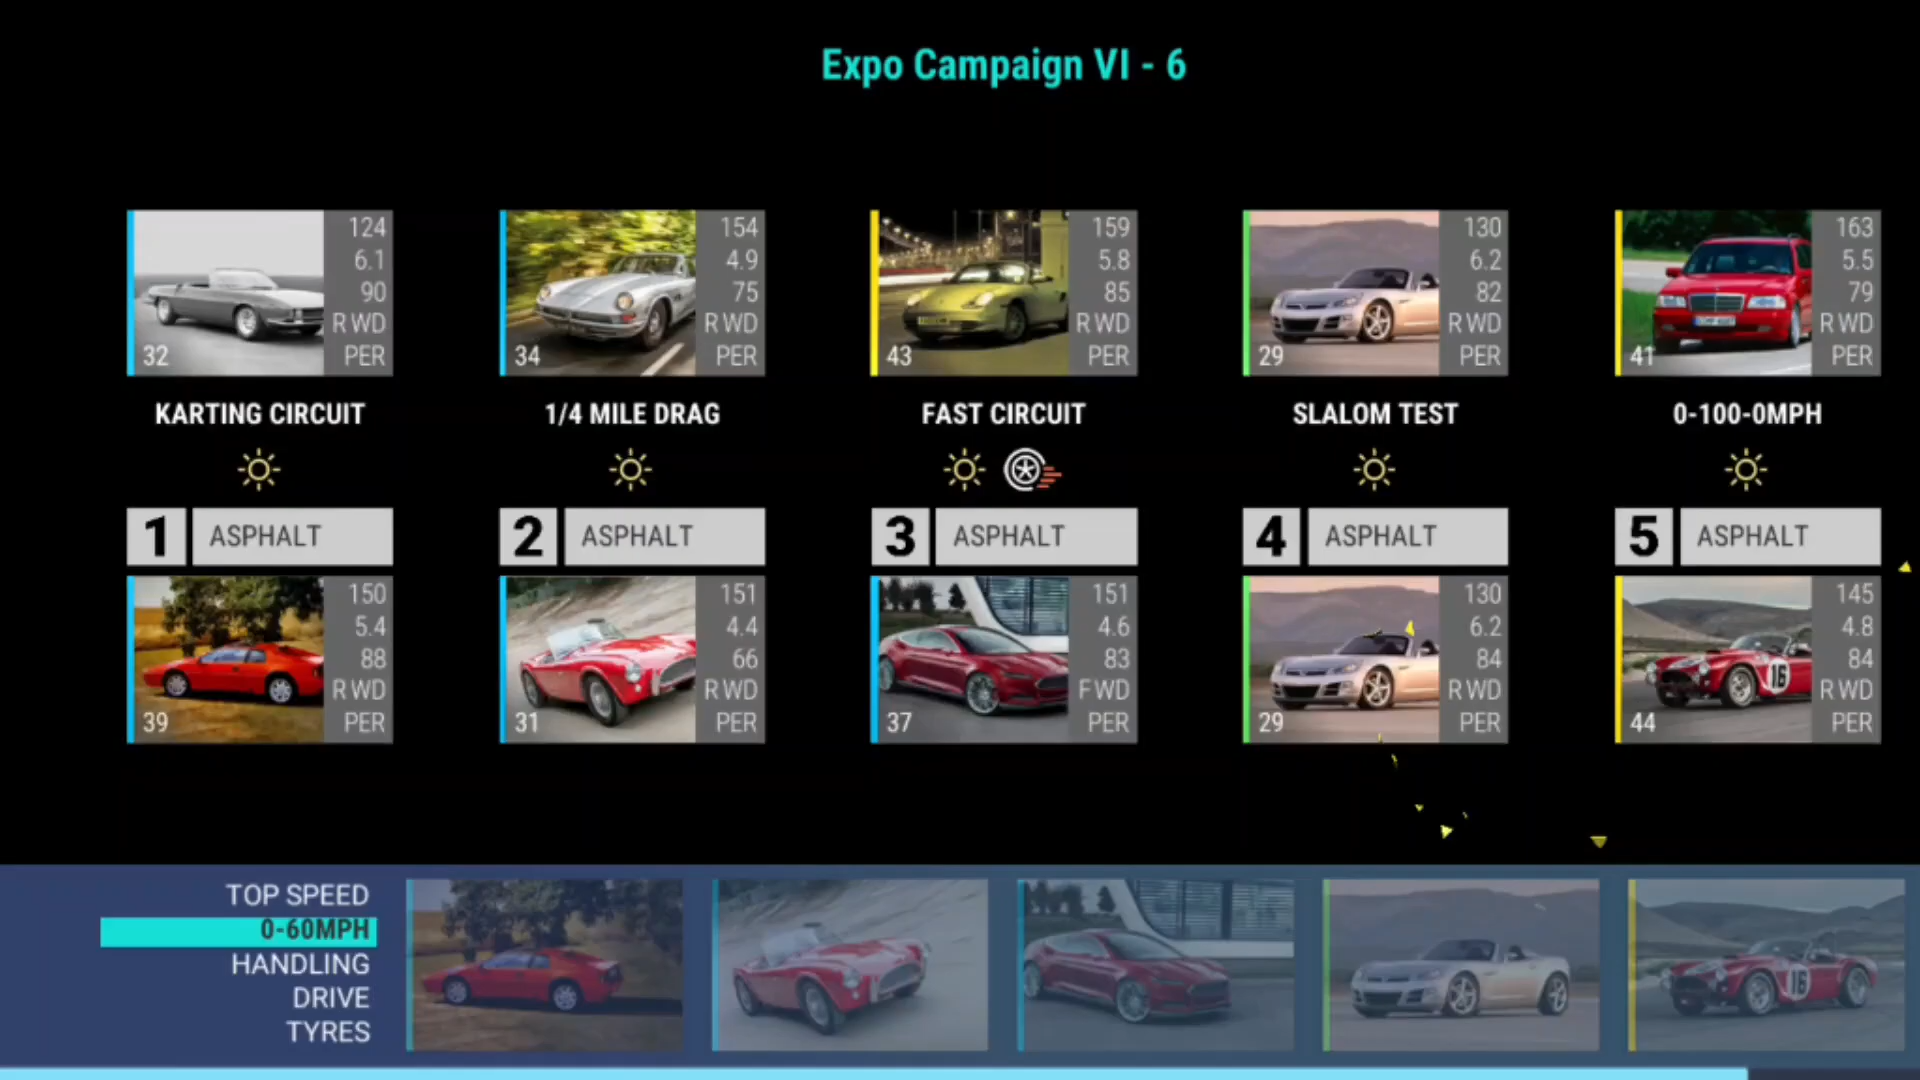 Expo Campaign VI - 6
124
6.1
90
RWD
PER
32
154
4.9
75
RWD
PER
34
159
5.8
85
RWD
PER
43
130
6.2
82
RWD
PER
29
163
5.5
79
RWD
PER
41
KARTING CIRCUIT
1/4 MILE DRAG
FAST CIRCUIT
SLALOM TEST
0-100-0MPH
1 ASPHALT
2 ASPHALT
3 ASPHALT
4 ASPHALT
5 ASPHALT
150
5.4
88
RWD
PER
39
151
4.4
66
RWD
PER
31
151
4.6
83
FWD
PER
37
130
6.2
84
RWD
PER
29
145
4.8
84
RWD
PER
44
16
TOP SPEED
0-60MPH
HANDLING
DRIVE
TYRES
16